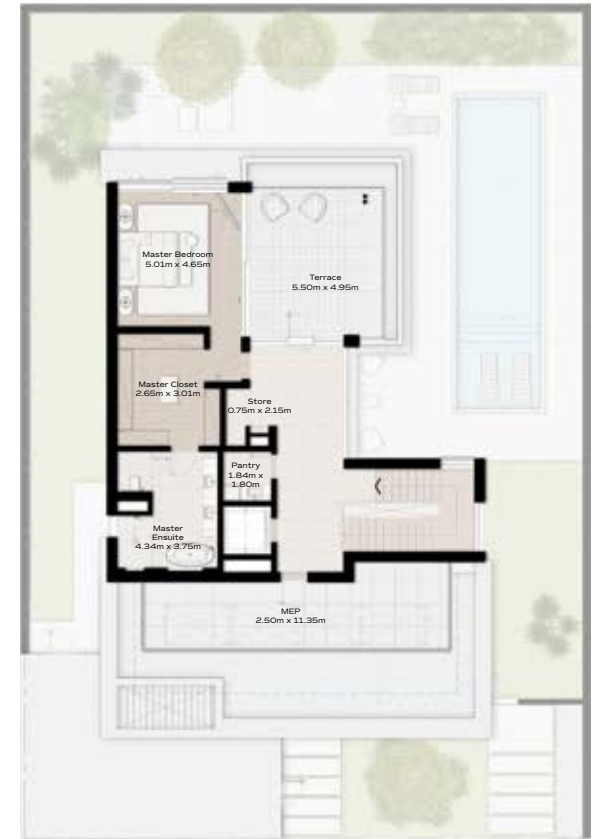 Master Bedroom
5.01m x 4.65m
Terrace
5.50m x 4.95m
Master Closet
2.65m x 3.01m
Store
0.75m x 2.15m
Pantry
1.84m x
1.80m
Master
Ensuite
4.34m x 3.75m
MEP
2.50m x 11.35m